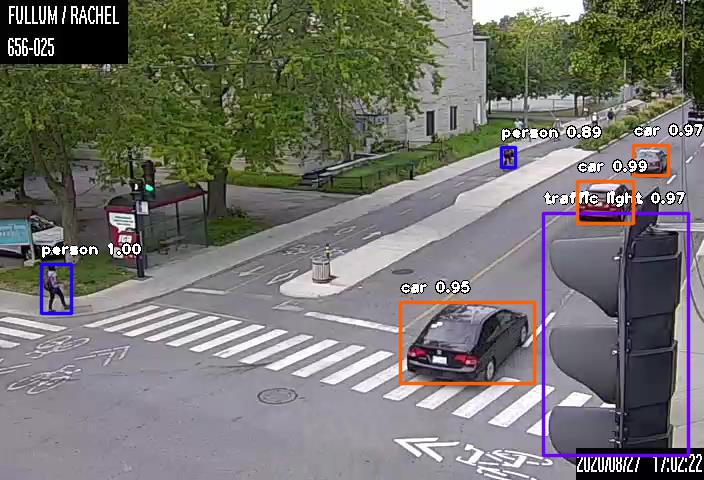 FULLUM / RACHEL
656-025
person 0.89
car 0.97
car 0.99
traffic light 0.97
person 1.00
car 0.95
2020/08/27 17:02:22